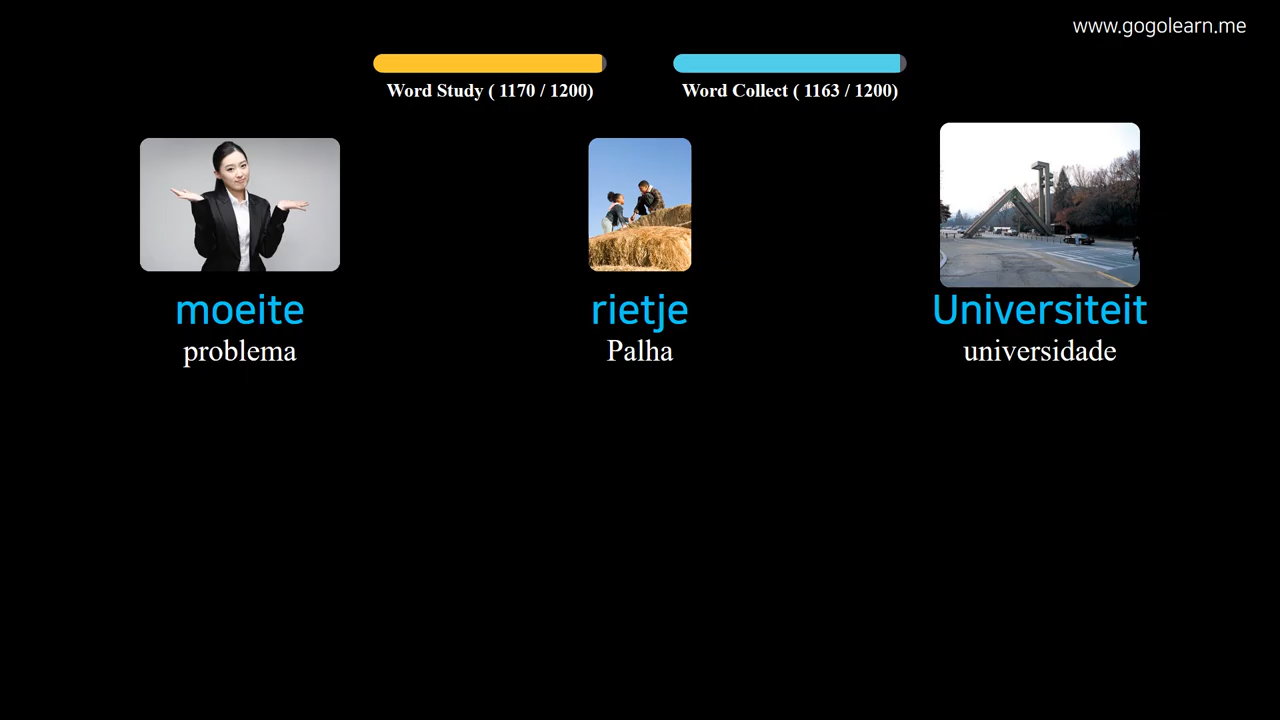 www.gogolearn.me
Word Study ( 1170 / 1200)
Word Collect ( 1163 / 1200)
moeite
problema
rietje
Palha
Universiteit
universidade